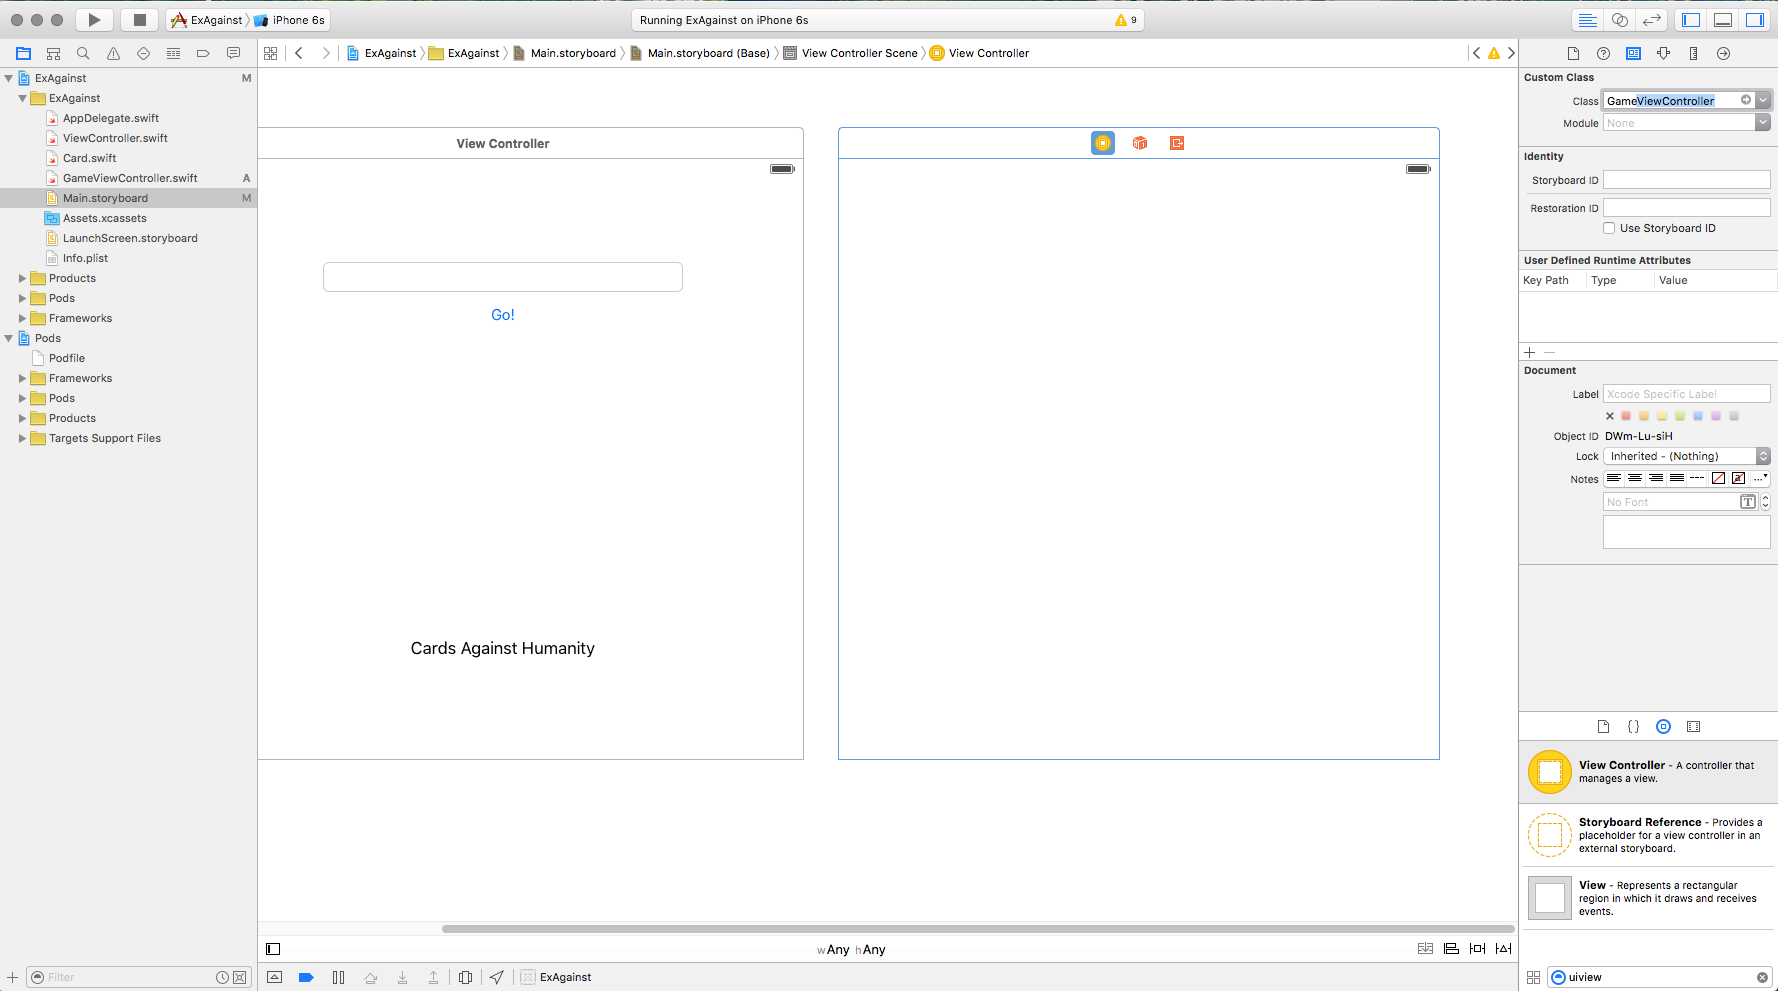 ExAgainst iPhone 6s
Running ExAgainst on iPhone 6s
9
ExAgainst ExAgainst Main.storyboard Main.storyboard (Base) View Controller Scene View Controller
ExAgainst M
ExAgainst
AppDelegate.swift
ViewController.swift
Card.swift
GameViewController.swift A
Main.storyboard M
Assets.xcassets
LaunchScreen.storyboard
Info.plist
Products
Pods
Frameworks
Pods
Podfile
Frameworks
Pods
Products
Targets Support Files
Filter
View Controller
Go!
Cards Against Humanity
wAny hAny
ExAgainst
Custom Class
Class GameViewController
Module None
Identity
Storyboard ID
Restoration ID
Use Storyboard ID
User Defined Runtime Attributes
Key Path Type Value
Document
Label Xcode Specific Label
Object ID DWm-Lu-siH
Lock Inherited - (Nothing)
Notes
No Font
View Controller - A controller that
manages a view.
Storyboard Reference - Provides a
placeholder for a view controller in an
external storyboard.
View - Represents a rectangular
region in which it draws and receives
events.
uiview